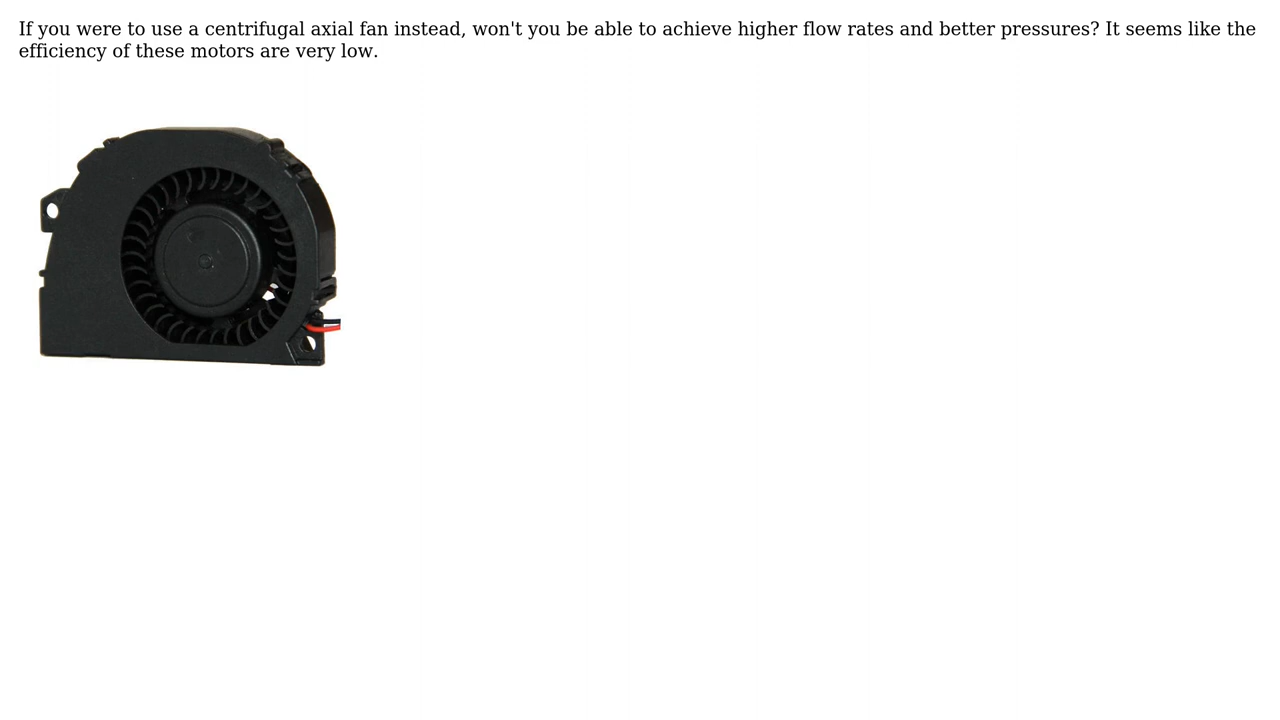 If you were to use a centrifugal axial fan instead, won't you be able to achieve higher flow rates and better pressures? It seems like the
efficiency of these motors are very low.